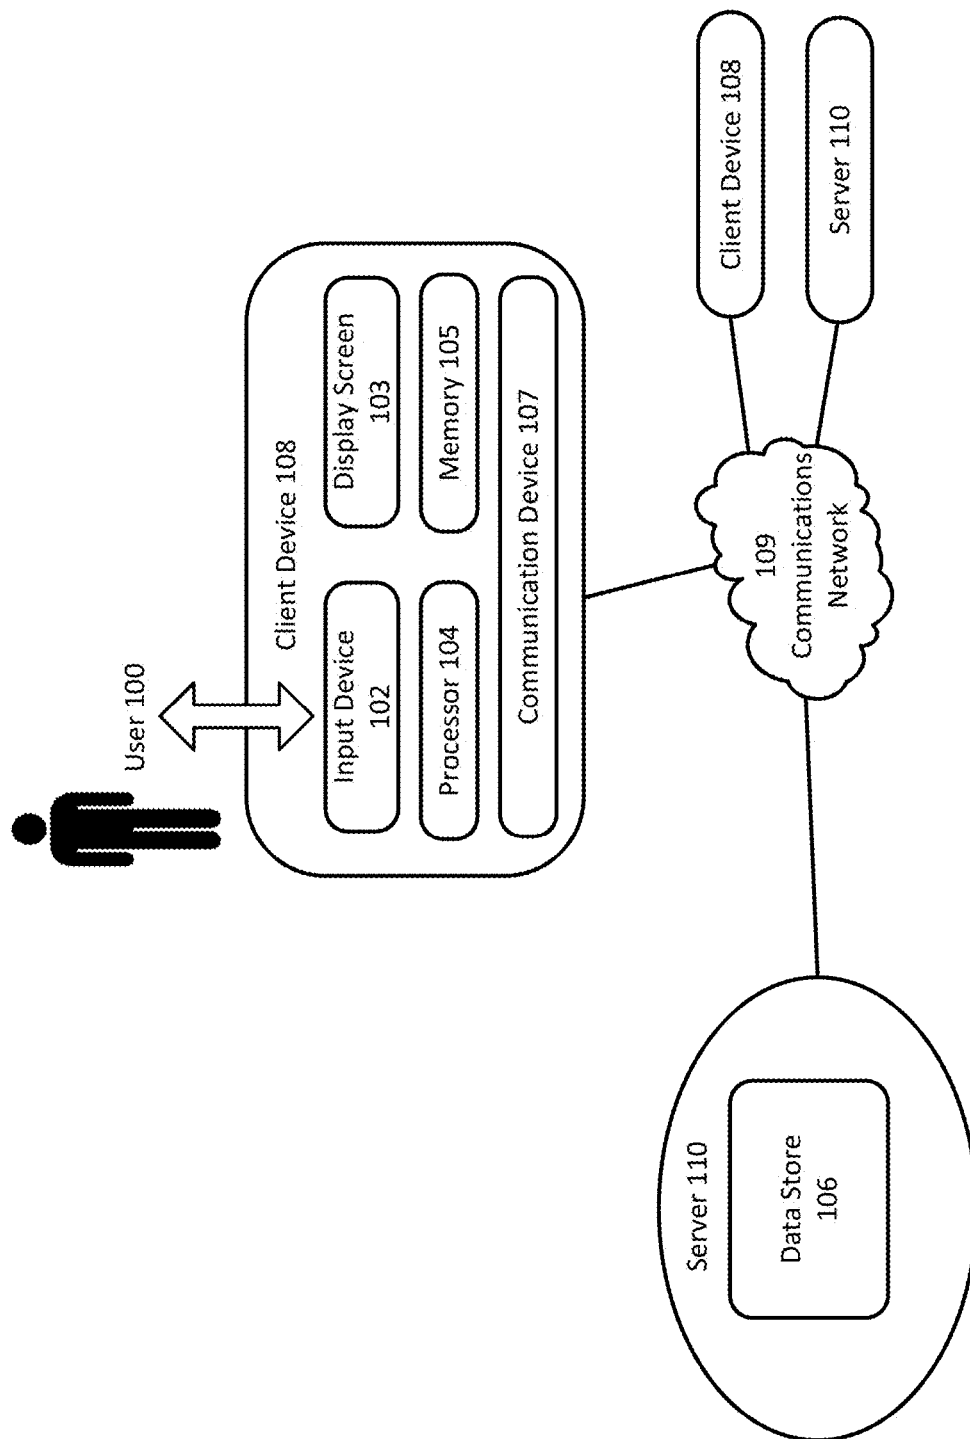 User 100
Client Device 108
Input Device
102
Display Screen
103
Processor 104
Memory 105
Communication Device 107
Server 110
Data Store
106
109
Communications
Network
Client Device 108
Server 110